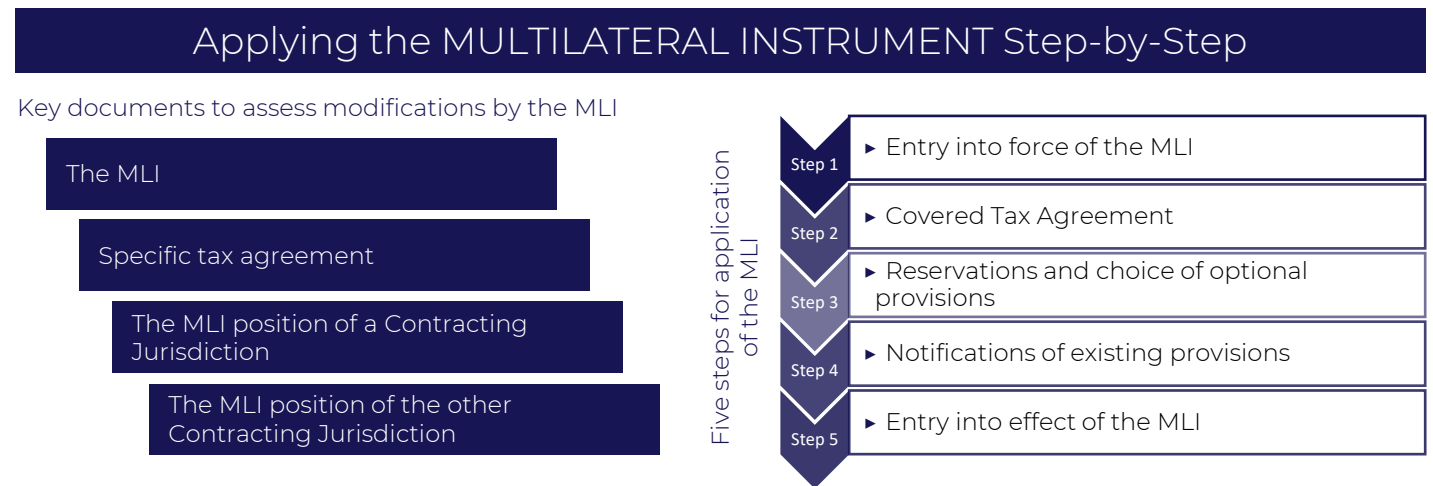 Applying the MULTILATERAL INSTRUMENT Step-by-Step
Key documents to assess modifications by the MLI
The MLI
Specific tax agreement
The MLI position of a Contracting
Jurisdiction
The MLI position of the other
Contracting Jurisdiction
Five steps for application
of the MLI
Step 1
▸ Entry into force of the MLI
Step 2
▸ Covered Tax Agreement
Step 3
▸ Reservations and choice of optional
provisions
Step 4
▸ Notifications of existing provisions
Step 5
▸ Entry into effect of the MLI